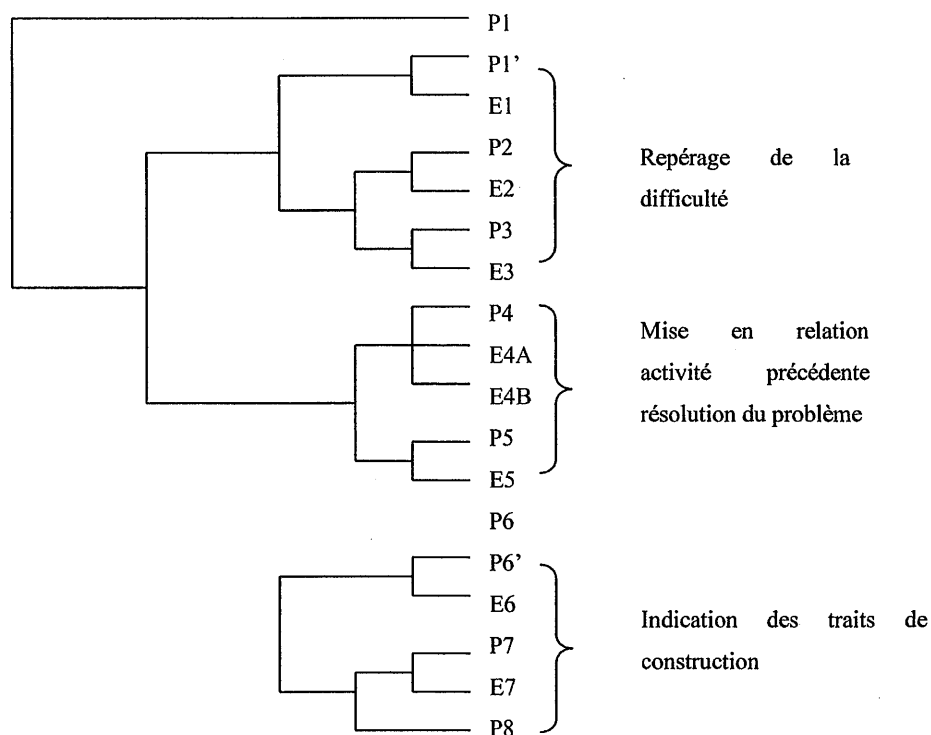 P1
P1’
E1
P2
E2
P3
E3
Repérage de la
difficulté
P4
E4A
E4B
P5
E5
Mise en relation
activité précédente
résolution du problème
P6
P6’
E6
P7
E7
P8
Indication des traits de
construction